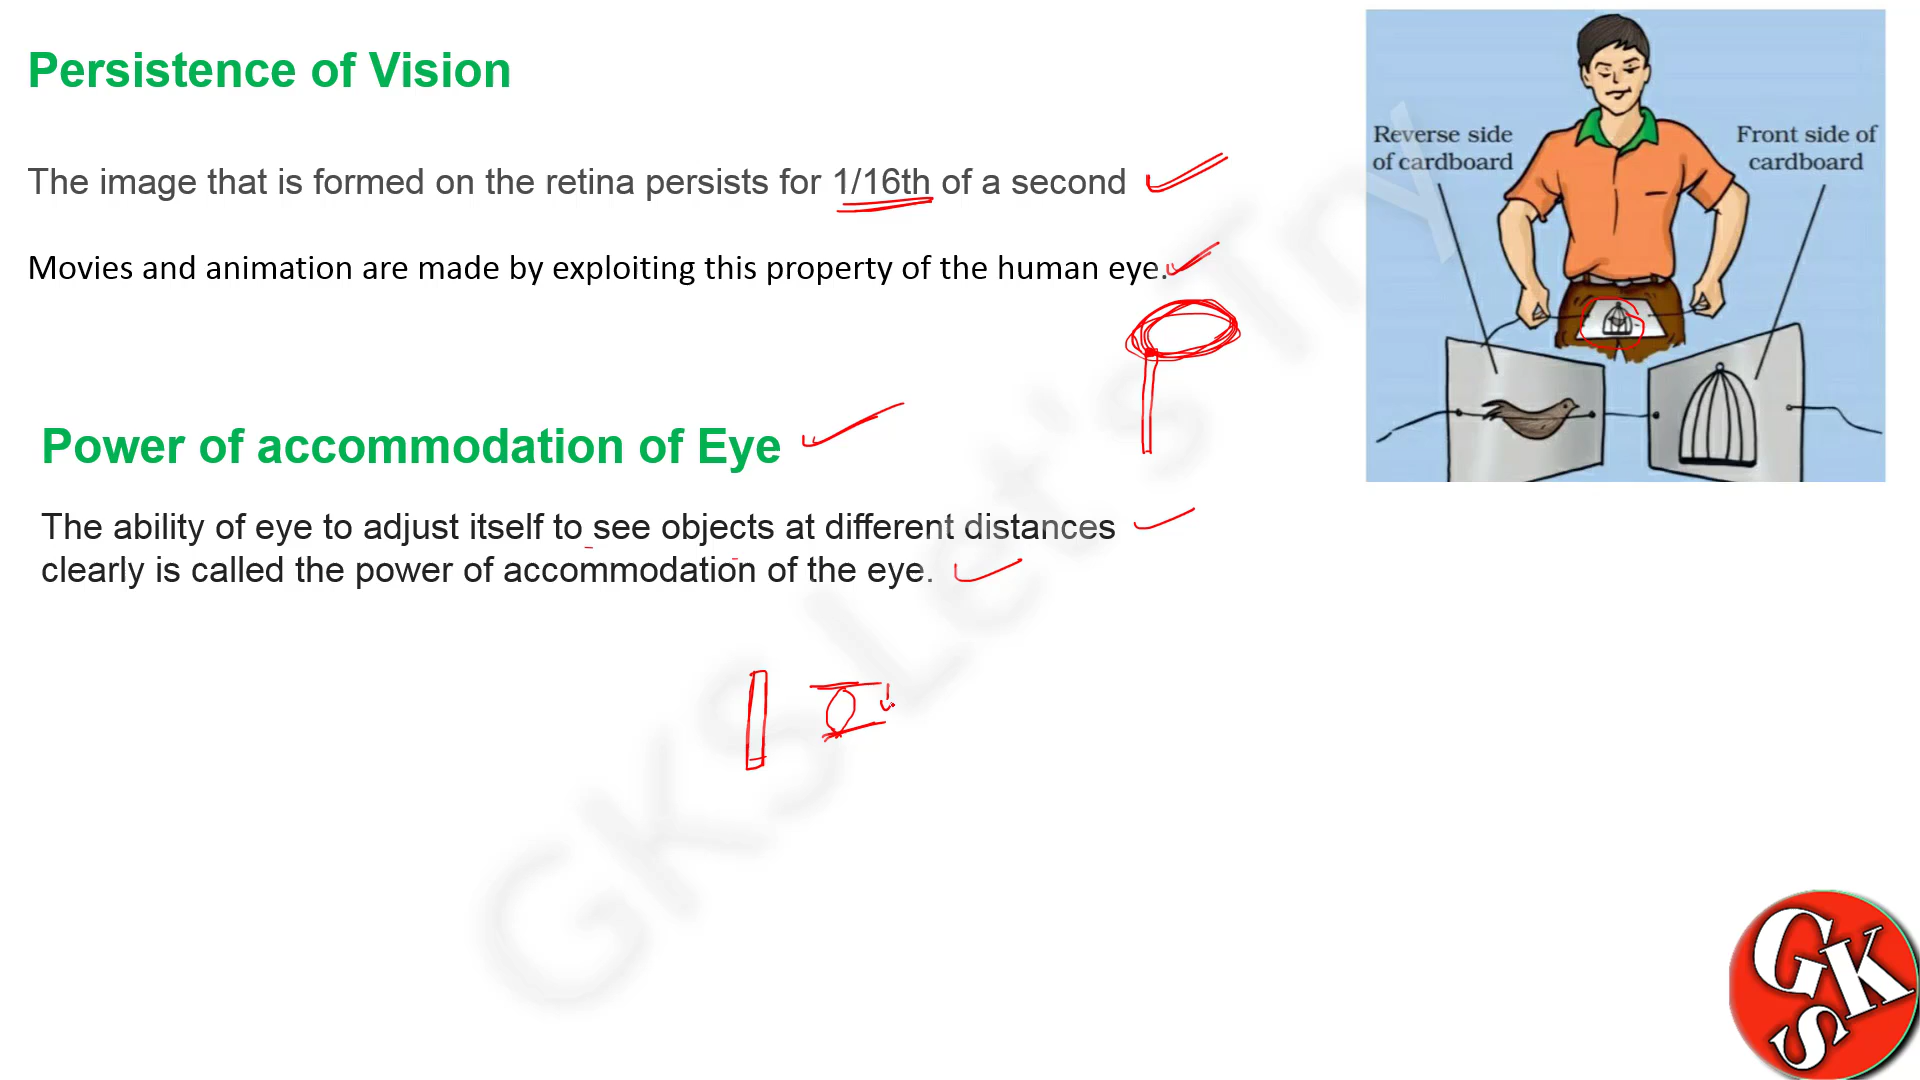 Persistence of Vision
The image that is formed on the retina persists for 1/16th of a second
Movies and animation are made by exploiting this property of the human eye.
Reverse side
of cardboard
Front side of
cardboard
Power of accommodation of Eye
The ability of eye to adjust itself to see objects at different distances
clearly is called the power of accommodation of the eye.
GKS Let's Try
GKS